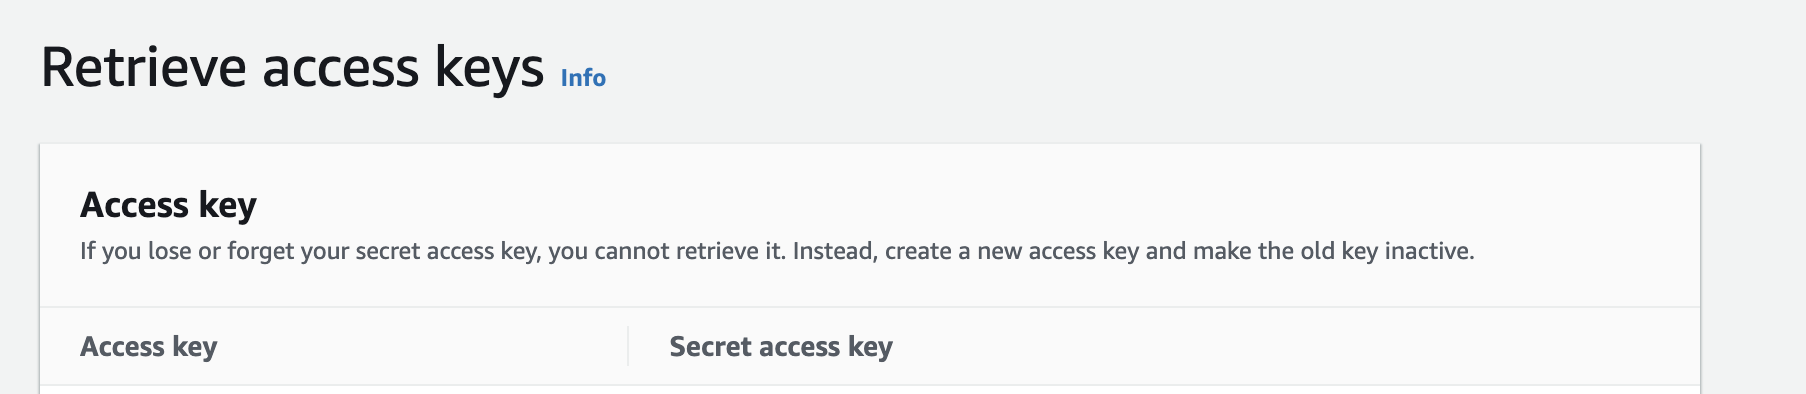 Retrieve access keys Info
Access key
If you lose or forget your secret access key, you cannot retrieve it. Instead, create a new access key and make the old key inactive.
Access key Secret access key